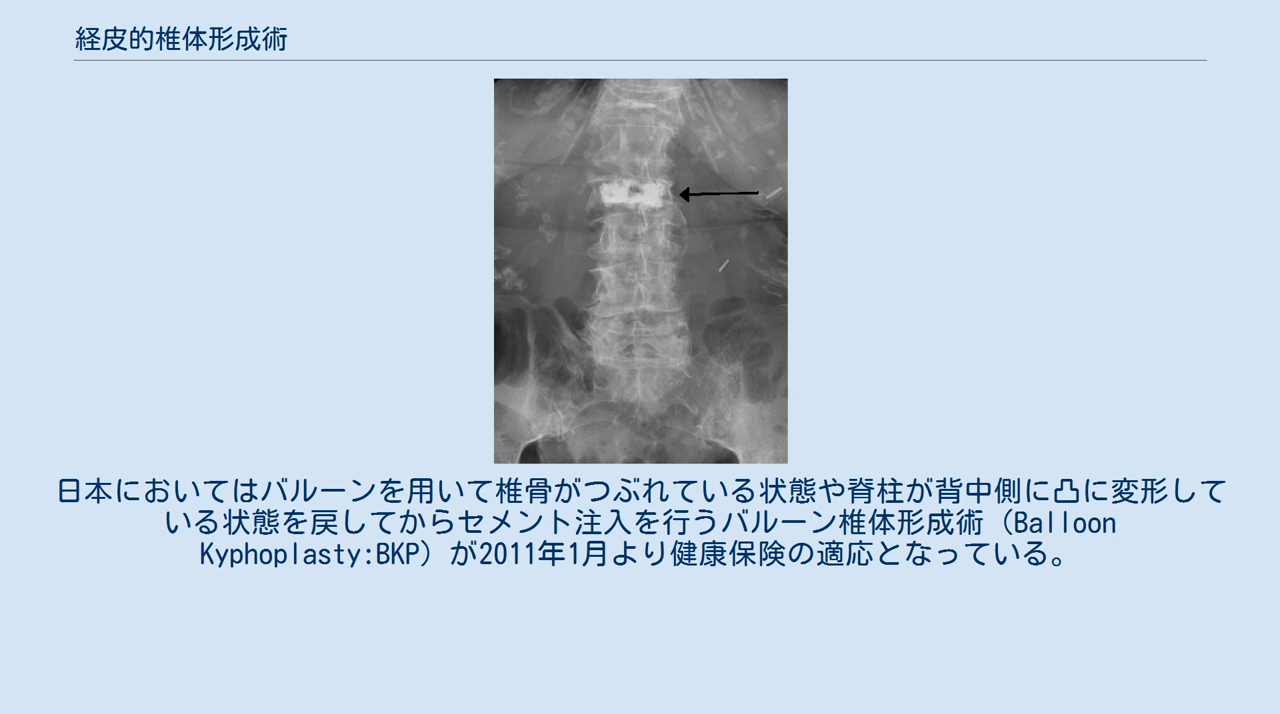 経皮的椎体形成術
日本においてはバルーンを用いて椎骨がつぶれている状態や脊柱が背中側に凸に変形して
いる状態を戻してからセメント注入を行うバルーン椎体形成術（Balloon
Kyphoplasty:BKP）が2011年1月より健康保険の適応となっている。